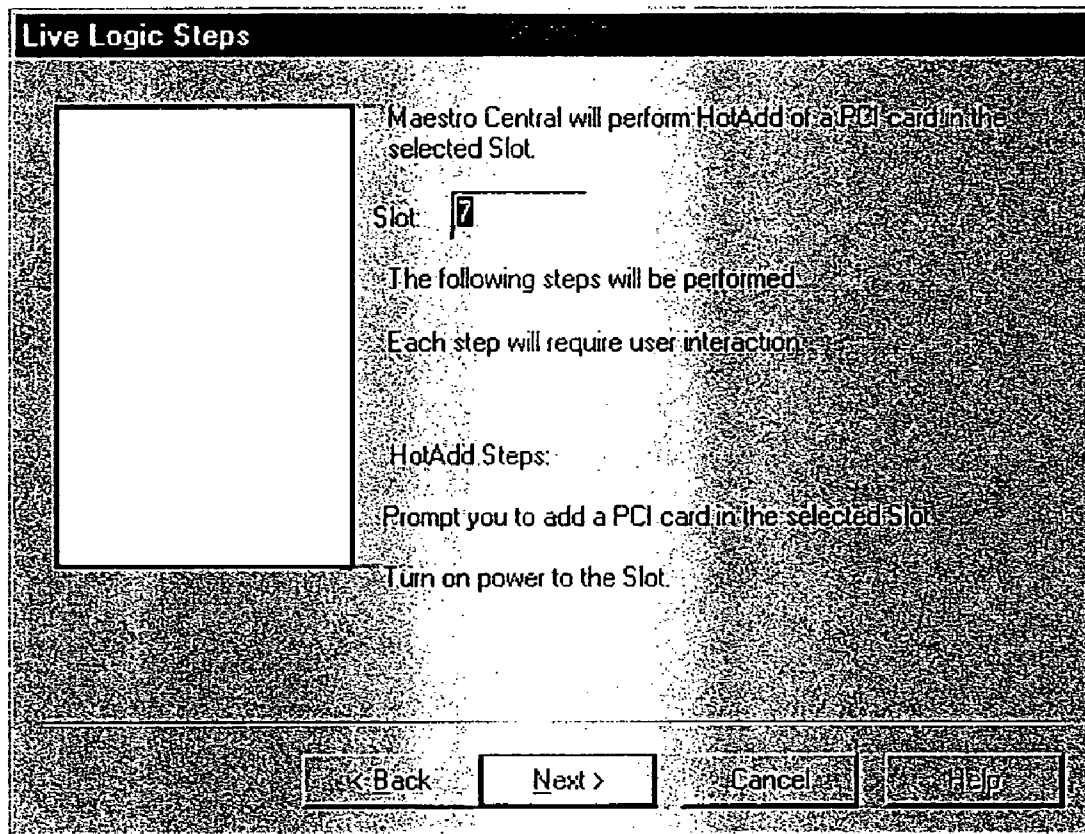 Live Logic Steps
Maestro Central will perform HotAdd of a PCI card in the
selected Slot.
Slot: 7
The following steps will be performed...
Each step will require user interaction.
HotAdd Steps:
Prompt you to add a PCI card in the selected Slot.
Turn on power to the Slot.
< Back
Next >
Cancel
Help